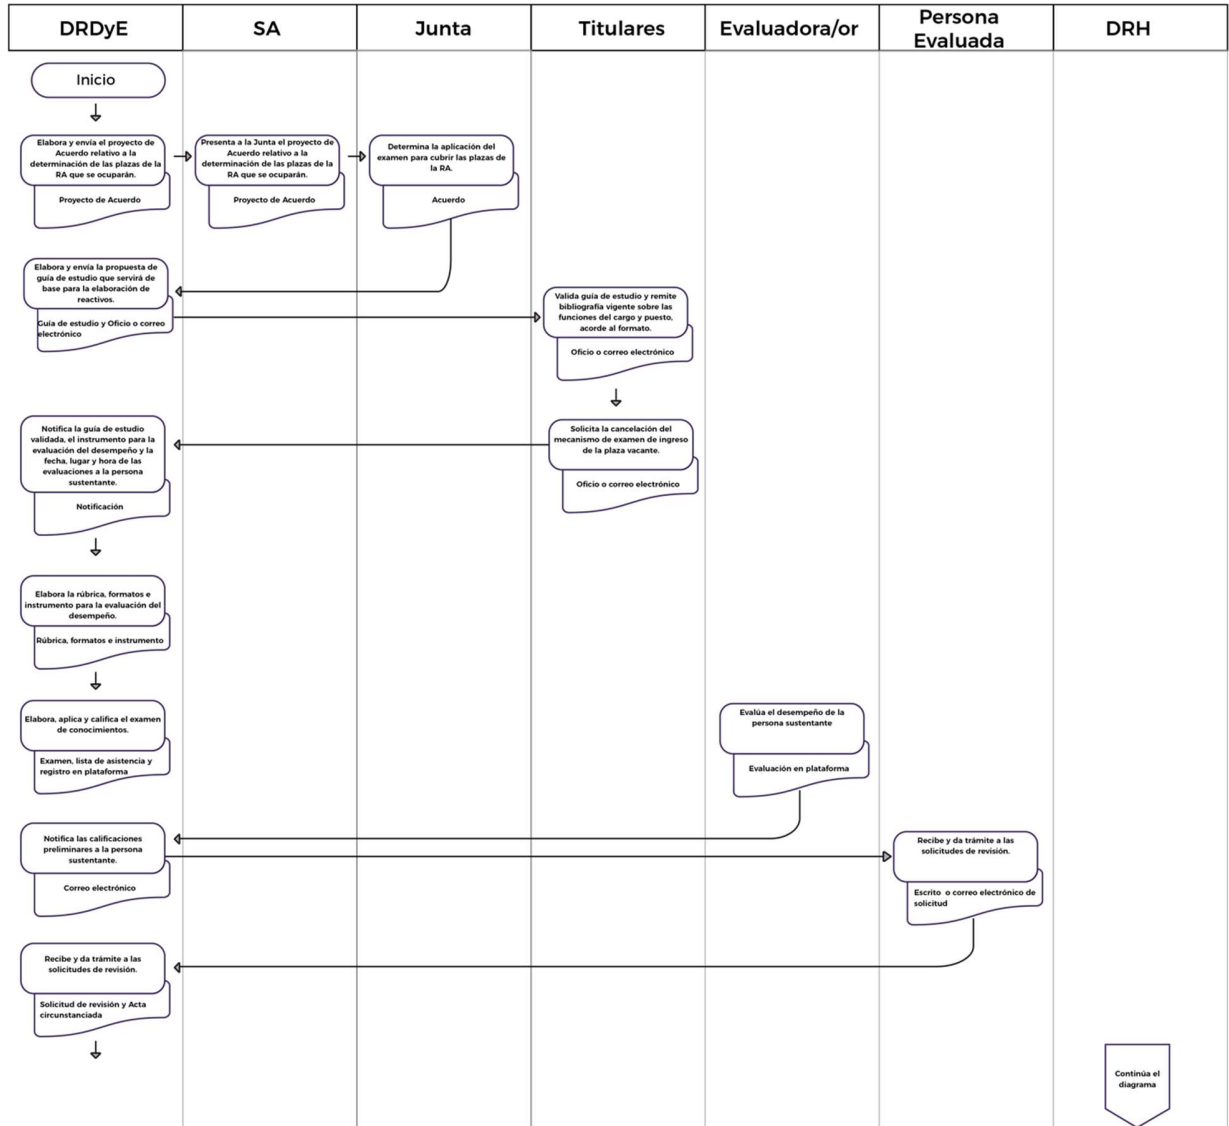 DRDyE
SA
Junta
Titulares
Evaluadora/or
Persona
Evaluada
DRH
Inicio
Elabora y envía el proyecto de
Acuerdo relativo a la
determinación de las plazas de la
RA que se ocuparán.
Proyecto de Acuerdo
Presenta a la Junta el proyecto de
Acuerdo relativo a la
determinación de las plazas de la
RA que se ocuparán.
Proyecto de Acuerdo
Determina la aplicación del
examen para cubrir las plazas de
la RA.
Acuerdo
Elabora y envía la propuesta de
guía de estudio que servirá de
base para la elaboración de
reactivos.
Guía de estudio y Oficio o correo
electrónico
Valida guía de estudio y remite
bibliografía vigente sobre las
funciones del cargo y puesto,
acorde al formato.
Oficio o correo electrónico
Solicita la cancelación del
mecanismo de examen de ingreso
de la plaza vacante.
Oficio o correo electrónico
Notifica la guía de estudio
validada, el instrumento para la
evaluación del desempeño y la
fecha, lugar y hora de las
evaluaciones a la persona
sustentante.
Notificación
Elabora la rúbrica, formatos e
instrumento para la evaluación del
desempeño.
Rúbrica, formatos e instrumento
Elabora, aplica y califica el examen
de conocimientos.
Examen, lista de asistencia y
registro en plataforma
Evalúa el desempeño de la
persona sustentante
Evaluación en plataforma
Notifica las calificaciones
preliminares a la persona
sustentante.
Correo electrónico
Recibe y da trámite a las
solicitudes de revisión.
Escrito o correo electrónico de
solicitud
Recibe y da trámite a las
solicitudes de revisión.
Solicitud de revisión y Acta
circunstanciada
Continúa el
diagrama